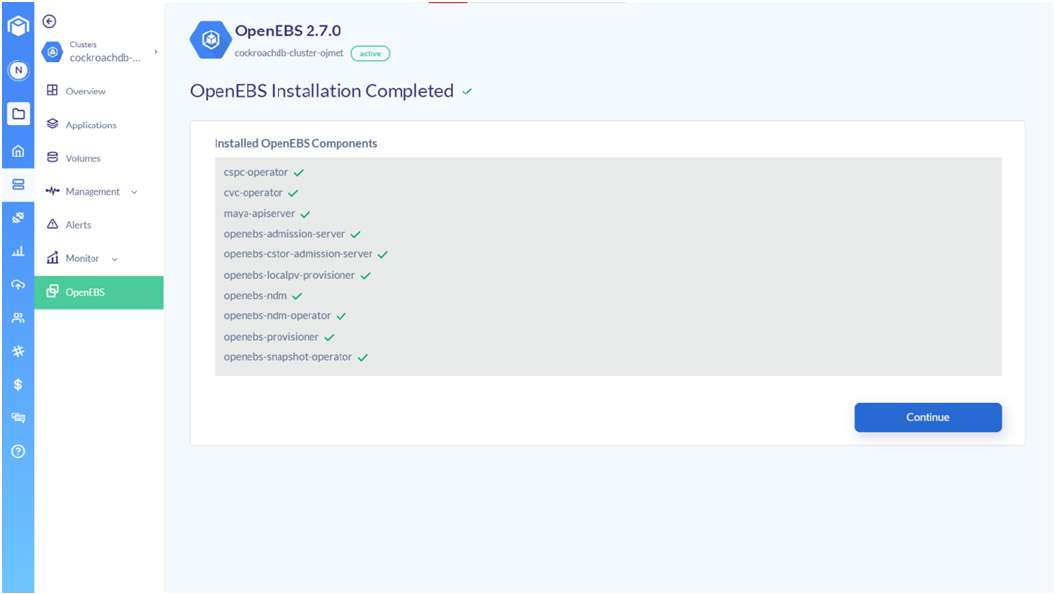 OpenEBS 2.7.0
cockroachdb-cluster-ojmet active
OpenEBS Installation Completed
N
Clusters
cockroachdb-...
Overview
Applications
Volumes
Management
Alerts
Monitor
OpenEBS
Installed OpenEBS Components
cspc-operator
cvc-operator
maya-apiserver
openebs-admission-server
openebs-cstor-admission-server
openebs-localpv-provisioner
openebs-ndm
openebs-ndm-operator
openebs-provisioner
openebs-snapshot-operator
Continue